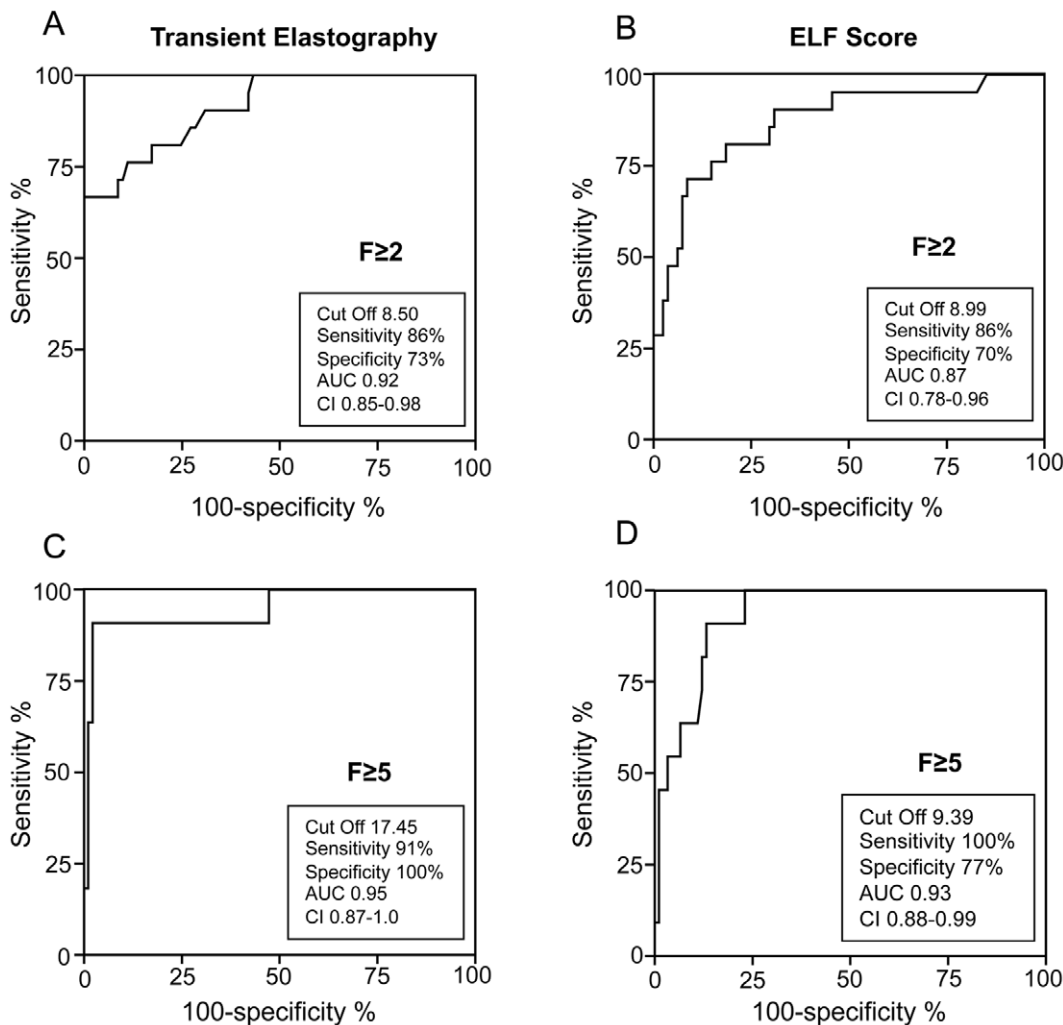 A
Transient Elastography
100
75
50
25
0
Sensitivity %
F≥2
Cut Off 8.50
Sensitivity 86%
Specificity 73%
AUC 0.92
CI 0.85-0.98
0
25
50
75
100
100-specificity %
B
ELF Score
100
75
50
25
0
Sensitivity %
F≥2
Cut Off 8.99
Sensitivity 86%
Specificity 70%
AUC 0.87
CI 0.78-0.96
0
25
50
75
100
100-specificity %
C
100
75
50
25
0
Sensitivity %
F≥5
Cut Off 17.45
Sensitivity 91%
Specificity 100%
AUC 0.95
CI 0.87-1.0
0
25
50
75
100
100-specificity %
D
100
75
50
25
0
Sensitivity %
F≥5
Cut Off 9.39
Sensitivity 100%
Specificity 77%
AUC 0.93
CI 0.88-0.99
0
25
50
75
100
100-specificity %